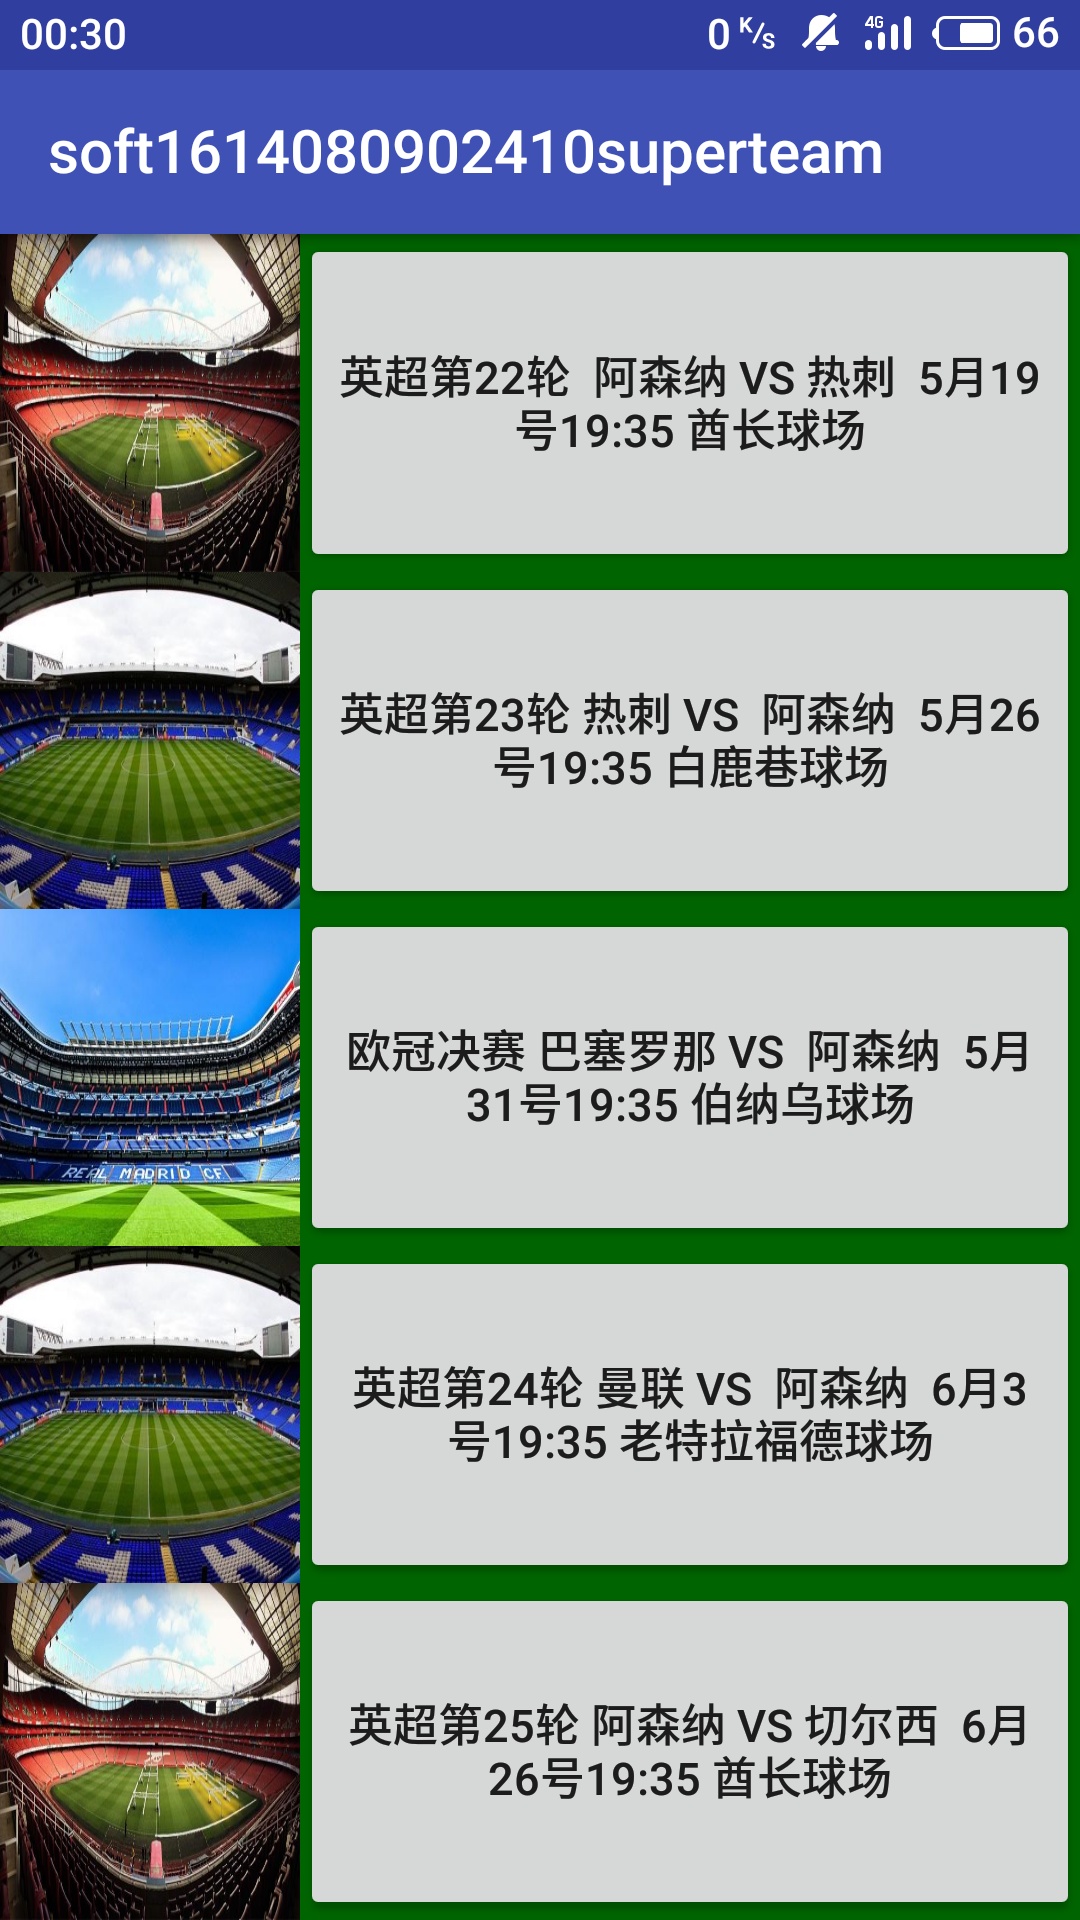 00:30 0 K/s 4G 66
soft1614080902410superteam
英超第22轮 阿森纳 VS 热刺 5月19
号19:35 酋长球场
英超第23轮 热刺 VS 阿森纳 5月26
号19:35 白鹿巷球场
欧冠决赛 巴塞罗那 VS 阿森纳 5月
31号19:35 伯纳乌球场
REAL MADRID CF
英超第24轮 曼联 VS 阿森纳 6月3
号19:35 老特拉福德球场
英超第25轮 阿森纳 VS 切尔西 6月
26号19:35 酋长球场